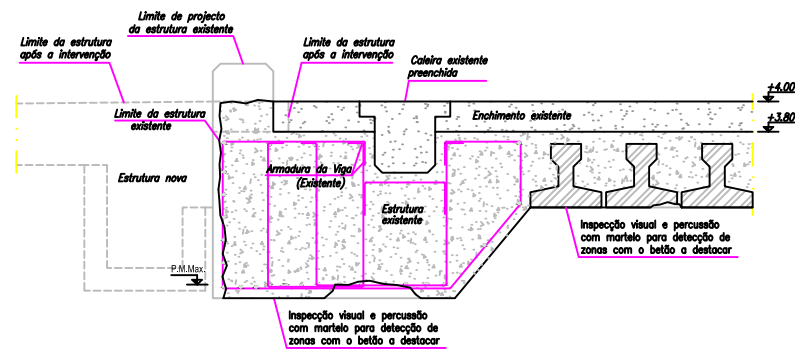 Limite de projecto
da estrutura existente
Limite da estrutura
após a intervenção
Limite da estrutura
após a intervenção
Caleira existente
preenchida
+4.00
Limite da estrutura
existente
Enchimento existente
+3.80
Estrutura nova
Armadura da Viga
(Existente)
Estrutura
existente
Inspecção visual e percussão
com martelo para detecção de
zonas com o betão a destacar
P.M.Max.
Inspecção visual e percussão
com martelo para detecção de
zonas com o betão a destacar